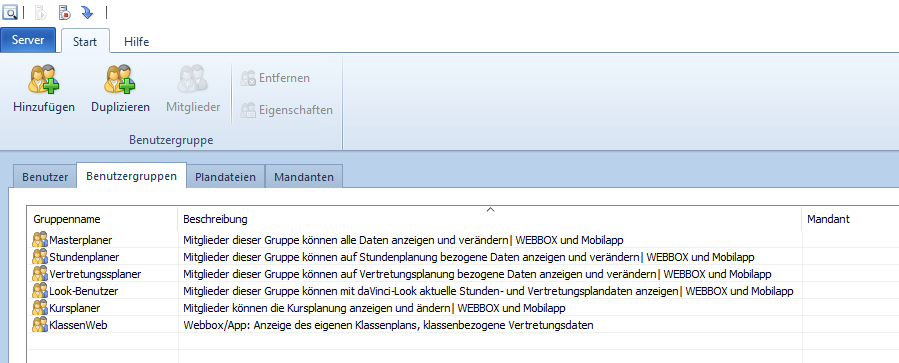 Server Start Hilfe
Hinzufügen Duplizieren Mitglieder Entfernen
Eigenschaften
Benutzergruppe
Benutzer Benutzergruppen Plandateien Mandanten
Gruppenname Beschreibung Mandant
Masterplaner Mitglieder dieser Gruppe können alle Daten anzeigen und verändern| WEBBOX und Mobilapp
Stundenplaner Mitglieder dieser Gruppe können auf Stundenplanung bezogene Daten anzeigen und verändern| WEBBOX und Mobilapp
Vertretungssplaner Mitglieder dieser Gruppe können auf Vertretungsplanung bezogene Daten anzeigen und verändern| WEBBOX und Mobilapp
Look-Benutzer Mitglieder dieser Gruppe können mit daVinci-Look aktuelle Stunden- und Vertretungsplandaten anzeigen| WEBBOX und Mobilapp
Kursplaner Mitglieder können die Kursplanung anzeigen und ändern| WEBBOX und Mobilapp
KlassenWeb Webbox/App: Anzeige des eigenen Klassenplans, klassenbezogene Vertretungsdaten